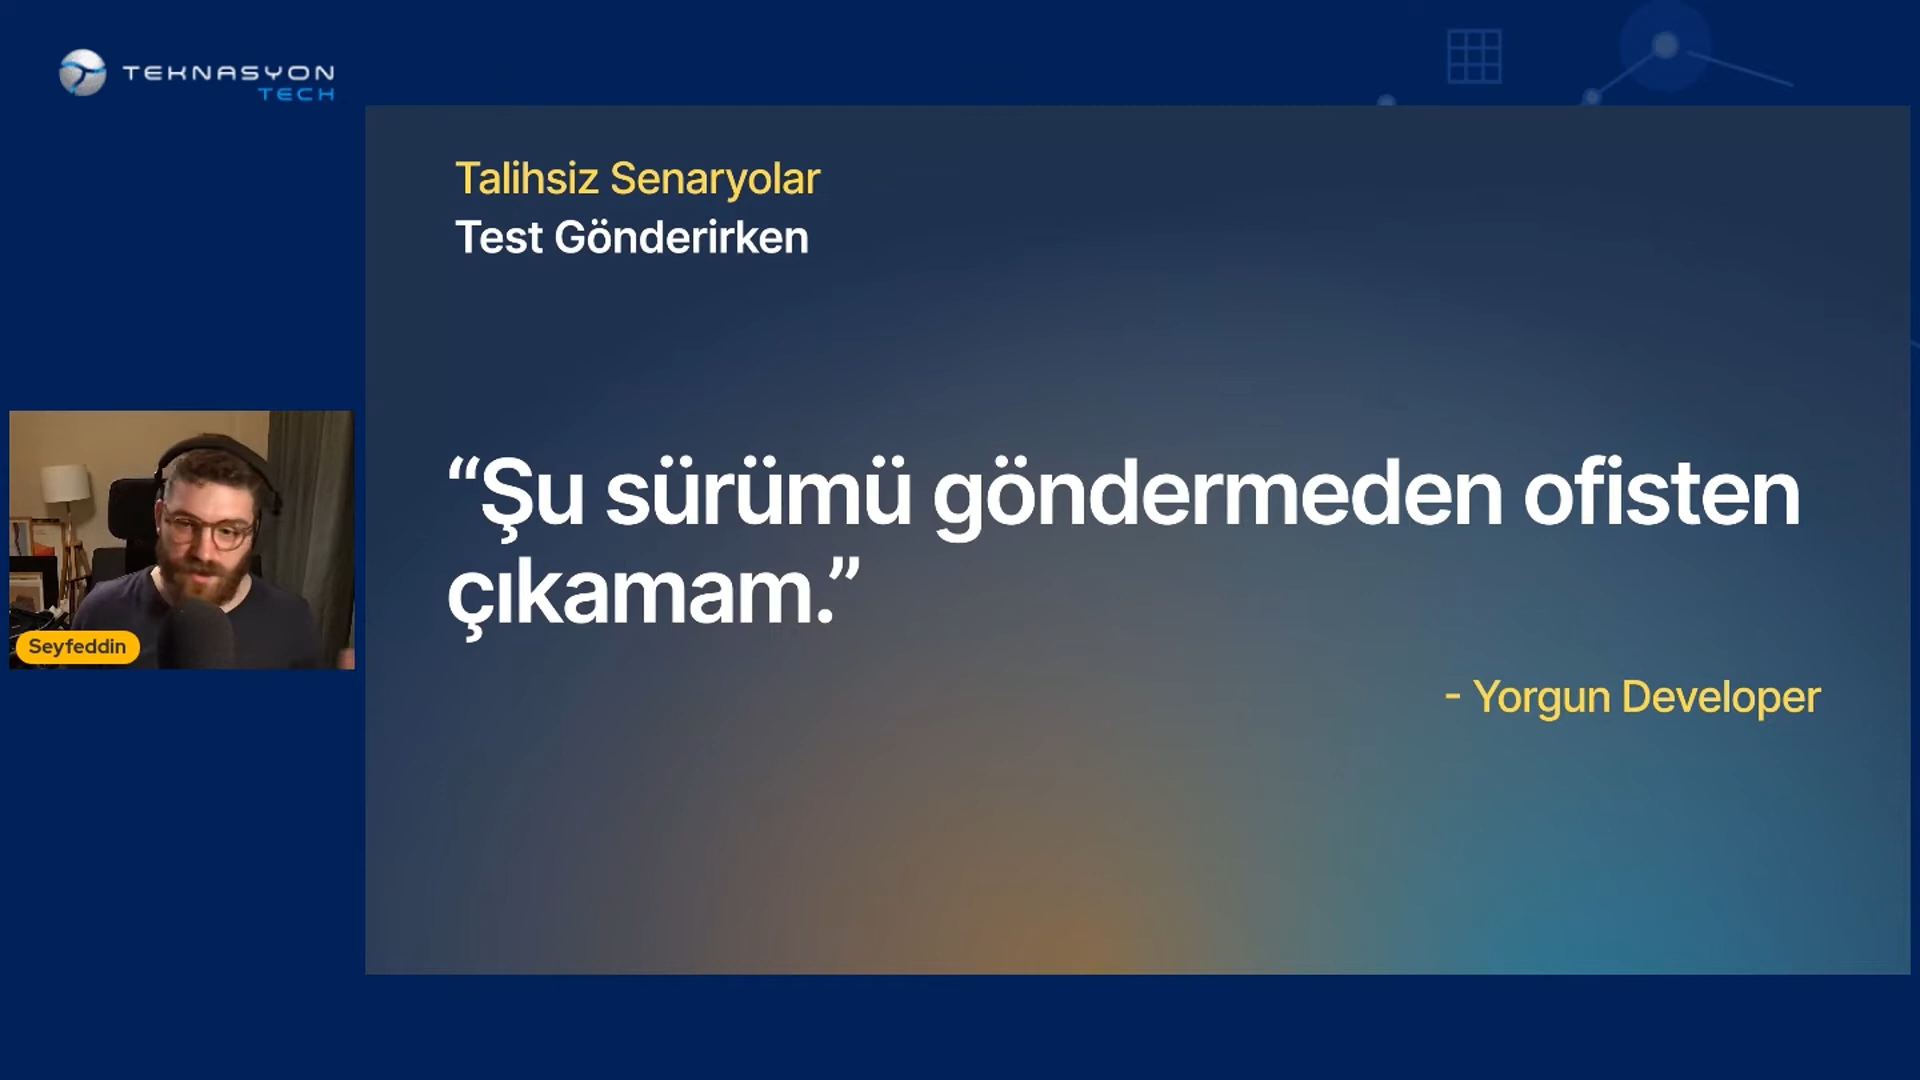 TEKNASYON
TECH
Talihsiz Senaryolar
Test Gönderirken
“Şu sürümü göndermeden ofisten
çıkamam.”
- Yorgun Developer
Seyfeddin